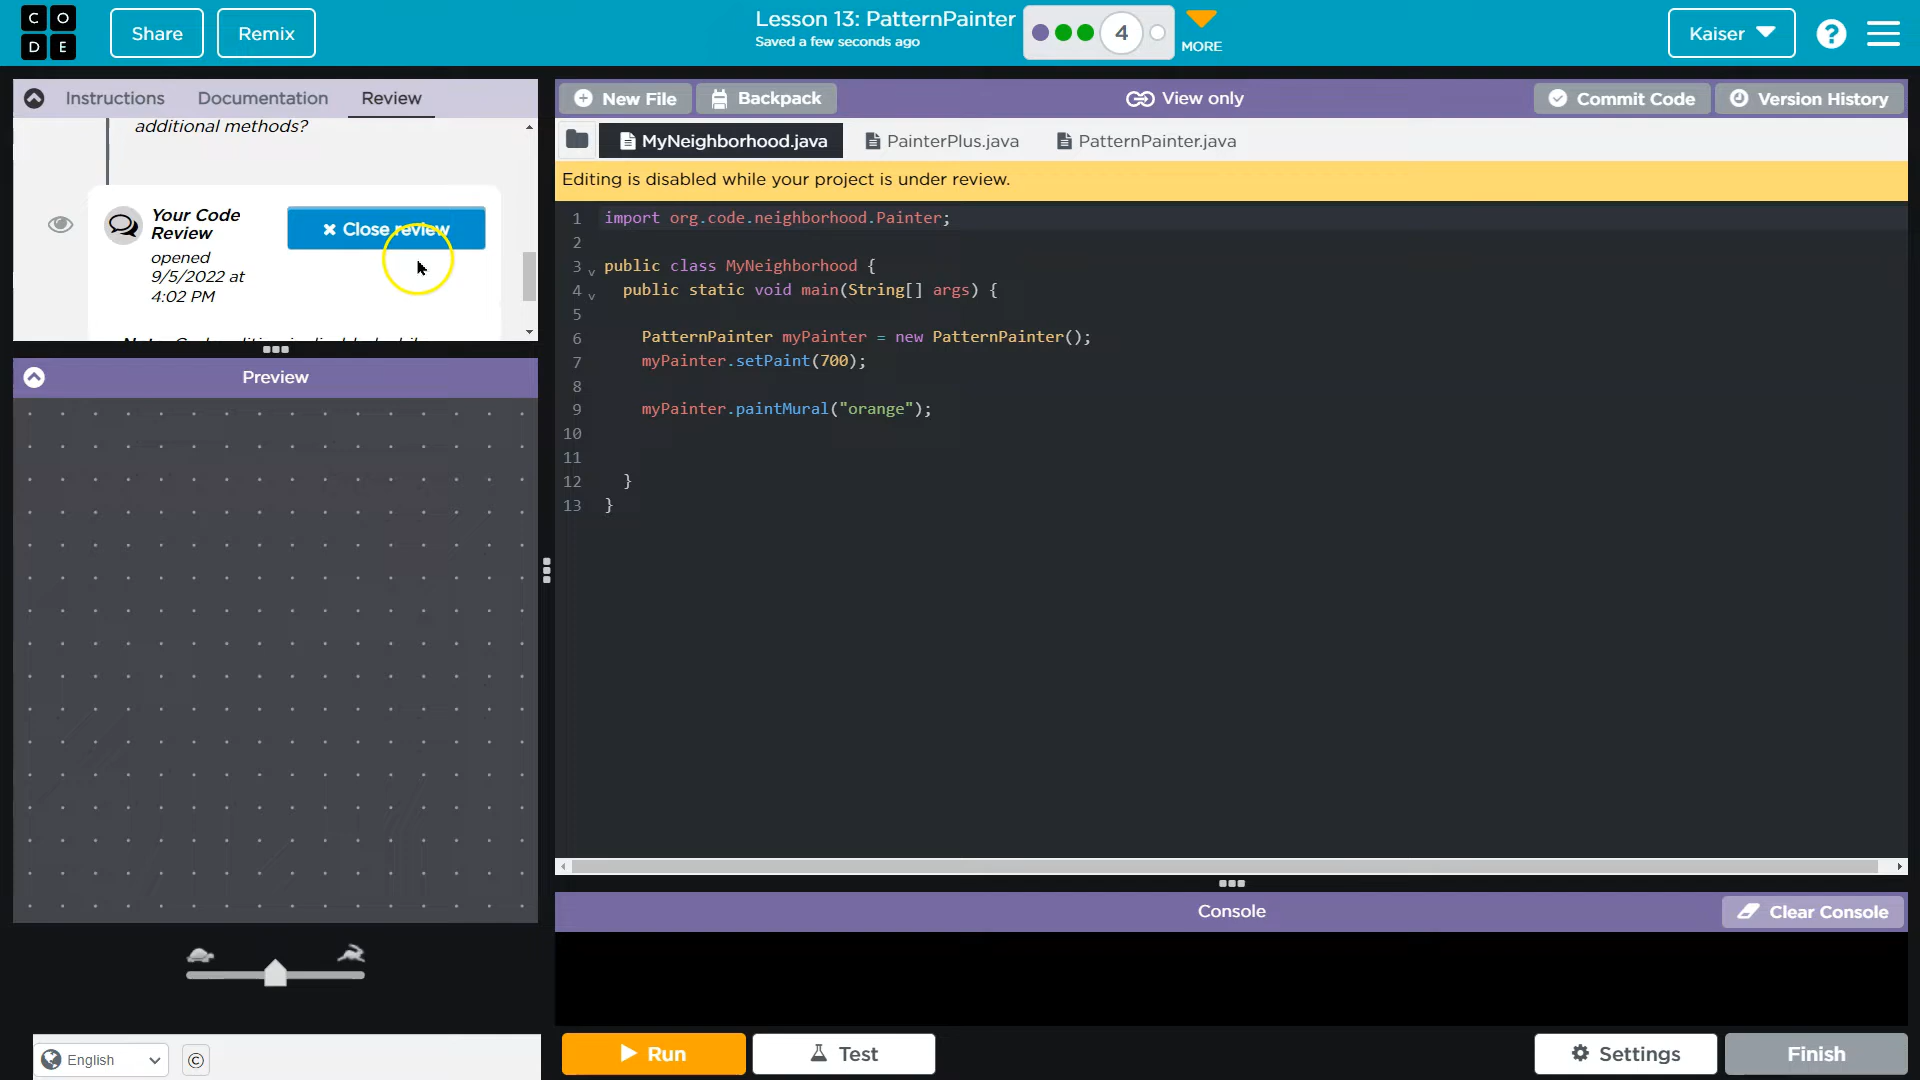 C O
D E
Share
Remix
Lesson 13: PatternPainter
Saved a few seconds ago
4
MORE
Kaiser
?
Instructions
Documentation
Review
New File
Backpack
View only
Commit Code
Version History
additional methods?
MyNeighborhood.java
PainterPlus.java
PatternPainter.java
Editing is disabled while your project is under review.
Your Code
Review
Close review
opened
9/5/2022 at
4:02 PM
Preview
1 import org.code.neighborhood.Painter;
2
3 public class MyNeighborhood {
4 public static void main(String[] args) {
5
6 PatternPainter myPainter = new PatternPainter();
7 myPainter.setPaint(700);
8
9 myPainter.paintMural("orange");
10
11
12 }
13 }
Console
Clear Console
English
©
Run
Test
Settings
Finish